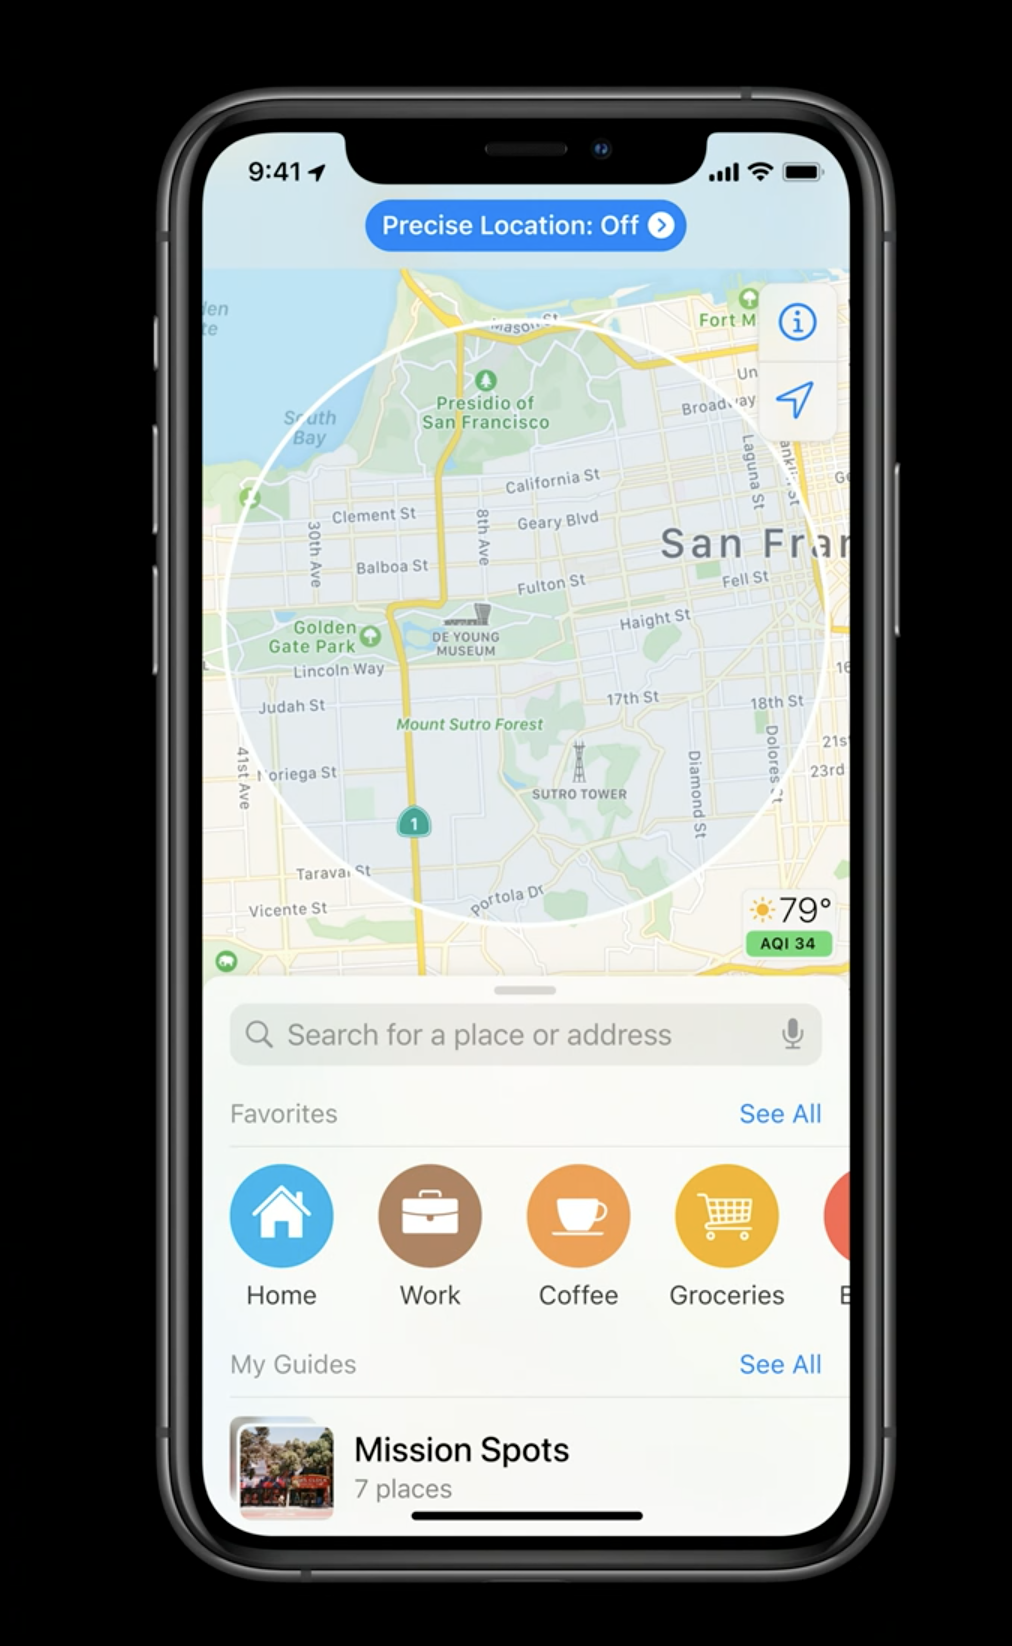 9:41
Precise Location: Off
Mason St
Fort M
Presidio of
San Francisco
South
Bay
Un
Broadway
Laguna St
California St
Clement St
Geary Blvd
30th Ave
8th Ave
San Fran
Balboa St
Fulton St
Fell St
Golden
Gate Park
DE YOUNG
MUSEUM
Haight St
Lincoln Way
Judah St
17th St
18th St
Mount Sutro Forest
41st Ave
Noriega St
SUTRO TOWER
Diamond St
Dolores St
21st
23rd
1
Taraval St
Portola Dr
Vicente St
79°
AQI 34
Search for a place or address
Favorites
See All
Home
Work
Coffee
Groceries
My Guides
See All
Mission Spots
7 places